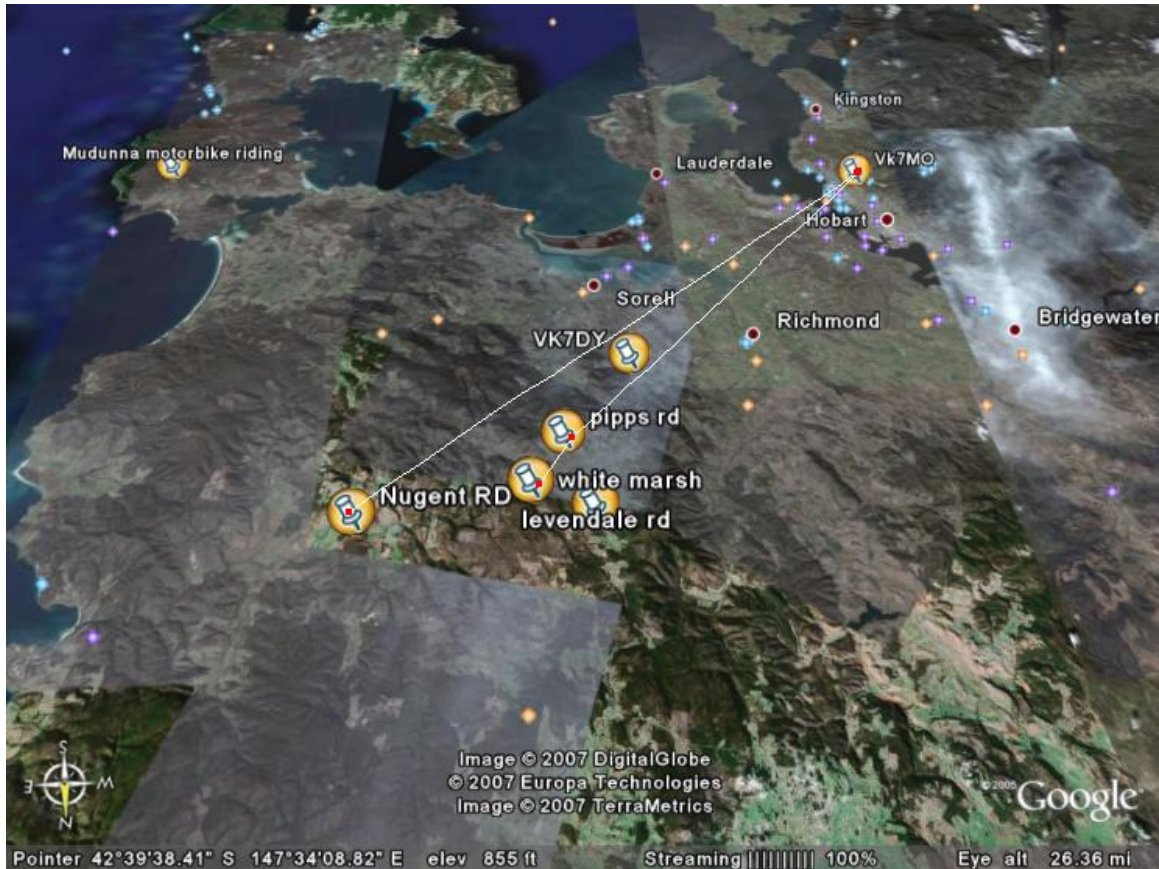 Kingston
Mudunna motorbike riding
Lauderdale
Vk7MO
Hobart
Sorell
Richmond
Bridgewater
VK7DY
pipps rd
white marsh
Nugent RD
levendale rd
S
E W
N
Image © 2007 DigitalGlobe
© 2007 Europa Technologies
Image © 2007 TerraMetrics
©2005 Google
Pointer 42°39'38.41" S 147°34'08.82" E elev 855 ft Streaming |||||||||| 100% Eye alt 26.36 mi